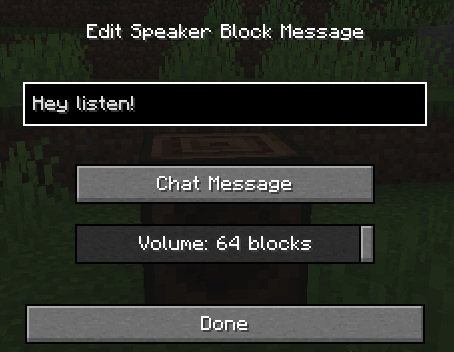 Edit Speaker Block Message
Hey listen!
Chat Message
Volume: 64 blocks
Done